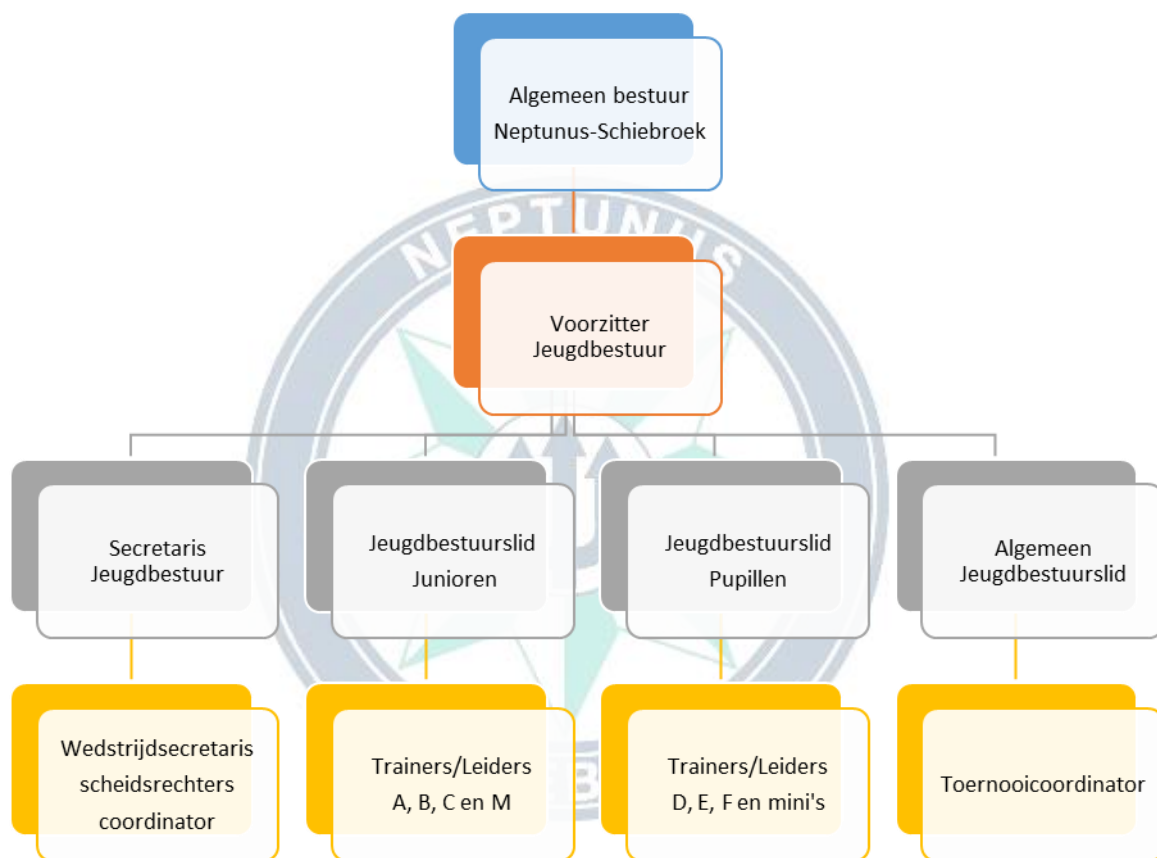 Algemeen bestuur
Neptunus-Schiebroek
NEPTUNUS
Voorzitter
Jeugdbestuur
Secretaris
Jeugdbestuur
Jeugdbestuurslid
Junioren
Jeugdbestuurslid
Pupillen
Algemeen
Jeugdbestuurslid
Wedstrijdsecretaris
scheidsrechters
coordinator
Trainers/Leiders
A, B, C en M
Trainers/Leiders
D, E, F en mini's
Toernooicoordinator